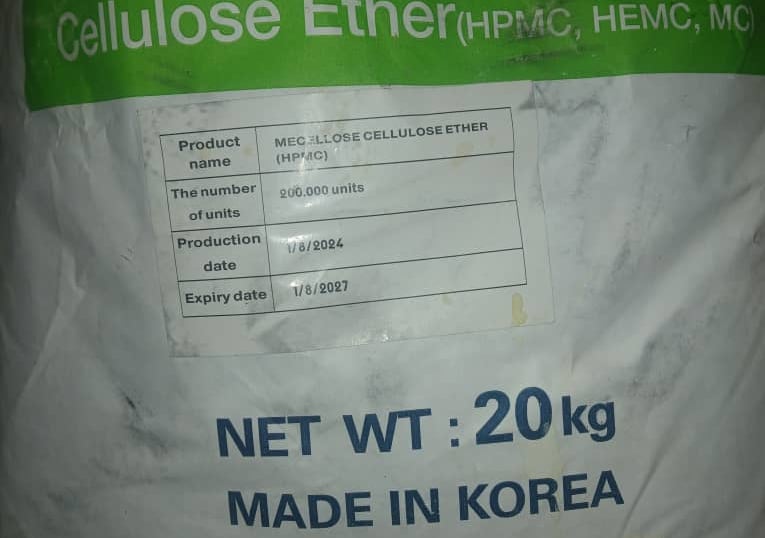 Cellulose Ether(HPMC, HEMC, MC)
Product name
MECELLOSE CELLULOSE ETHER (HPMC)
The number of units
200.000 units
Production date
1/8/2024
Expiry date
1/8/2027
NET WT : 20kg
MADE IN KOREA